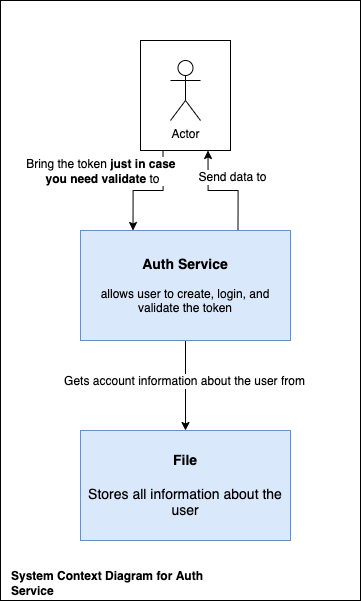 Actor
Bring the token just in case
you need validate to
Send data to
Auth Service
allows user to create, login, and
validate the token
Gets account information about the user from
File
Stores all information about the
user
System Context Diagram for Auth
Service